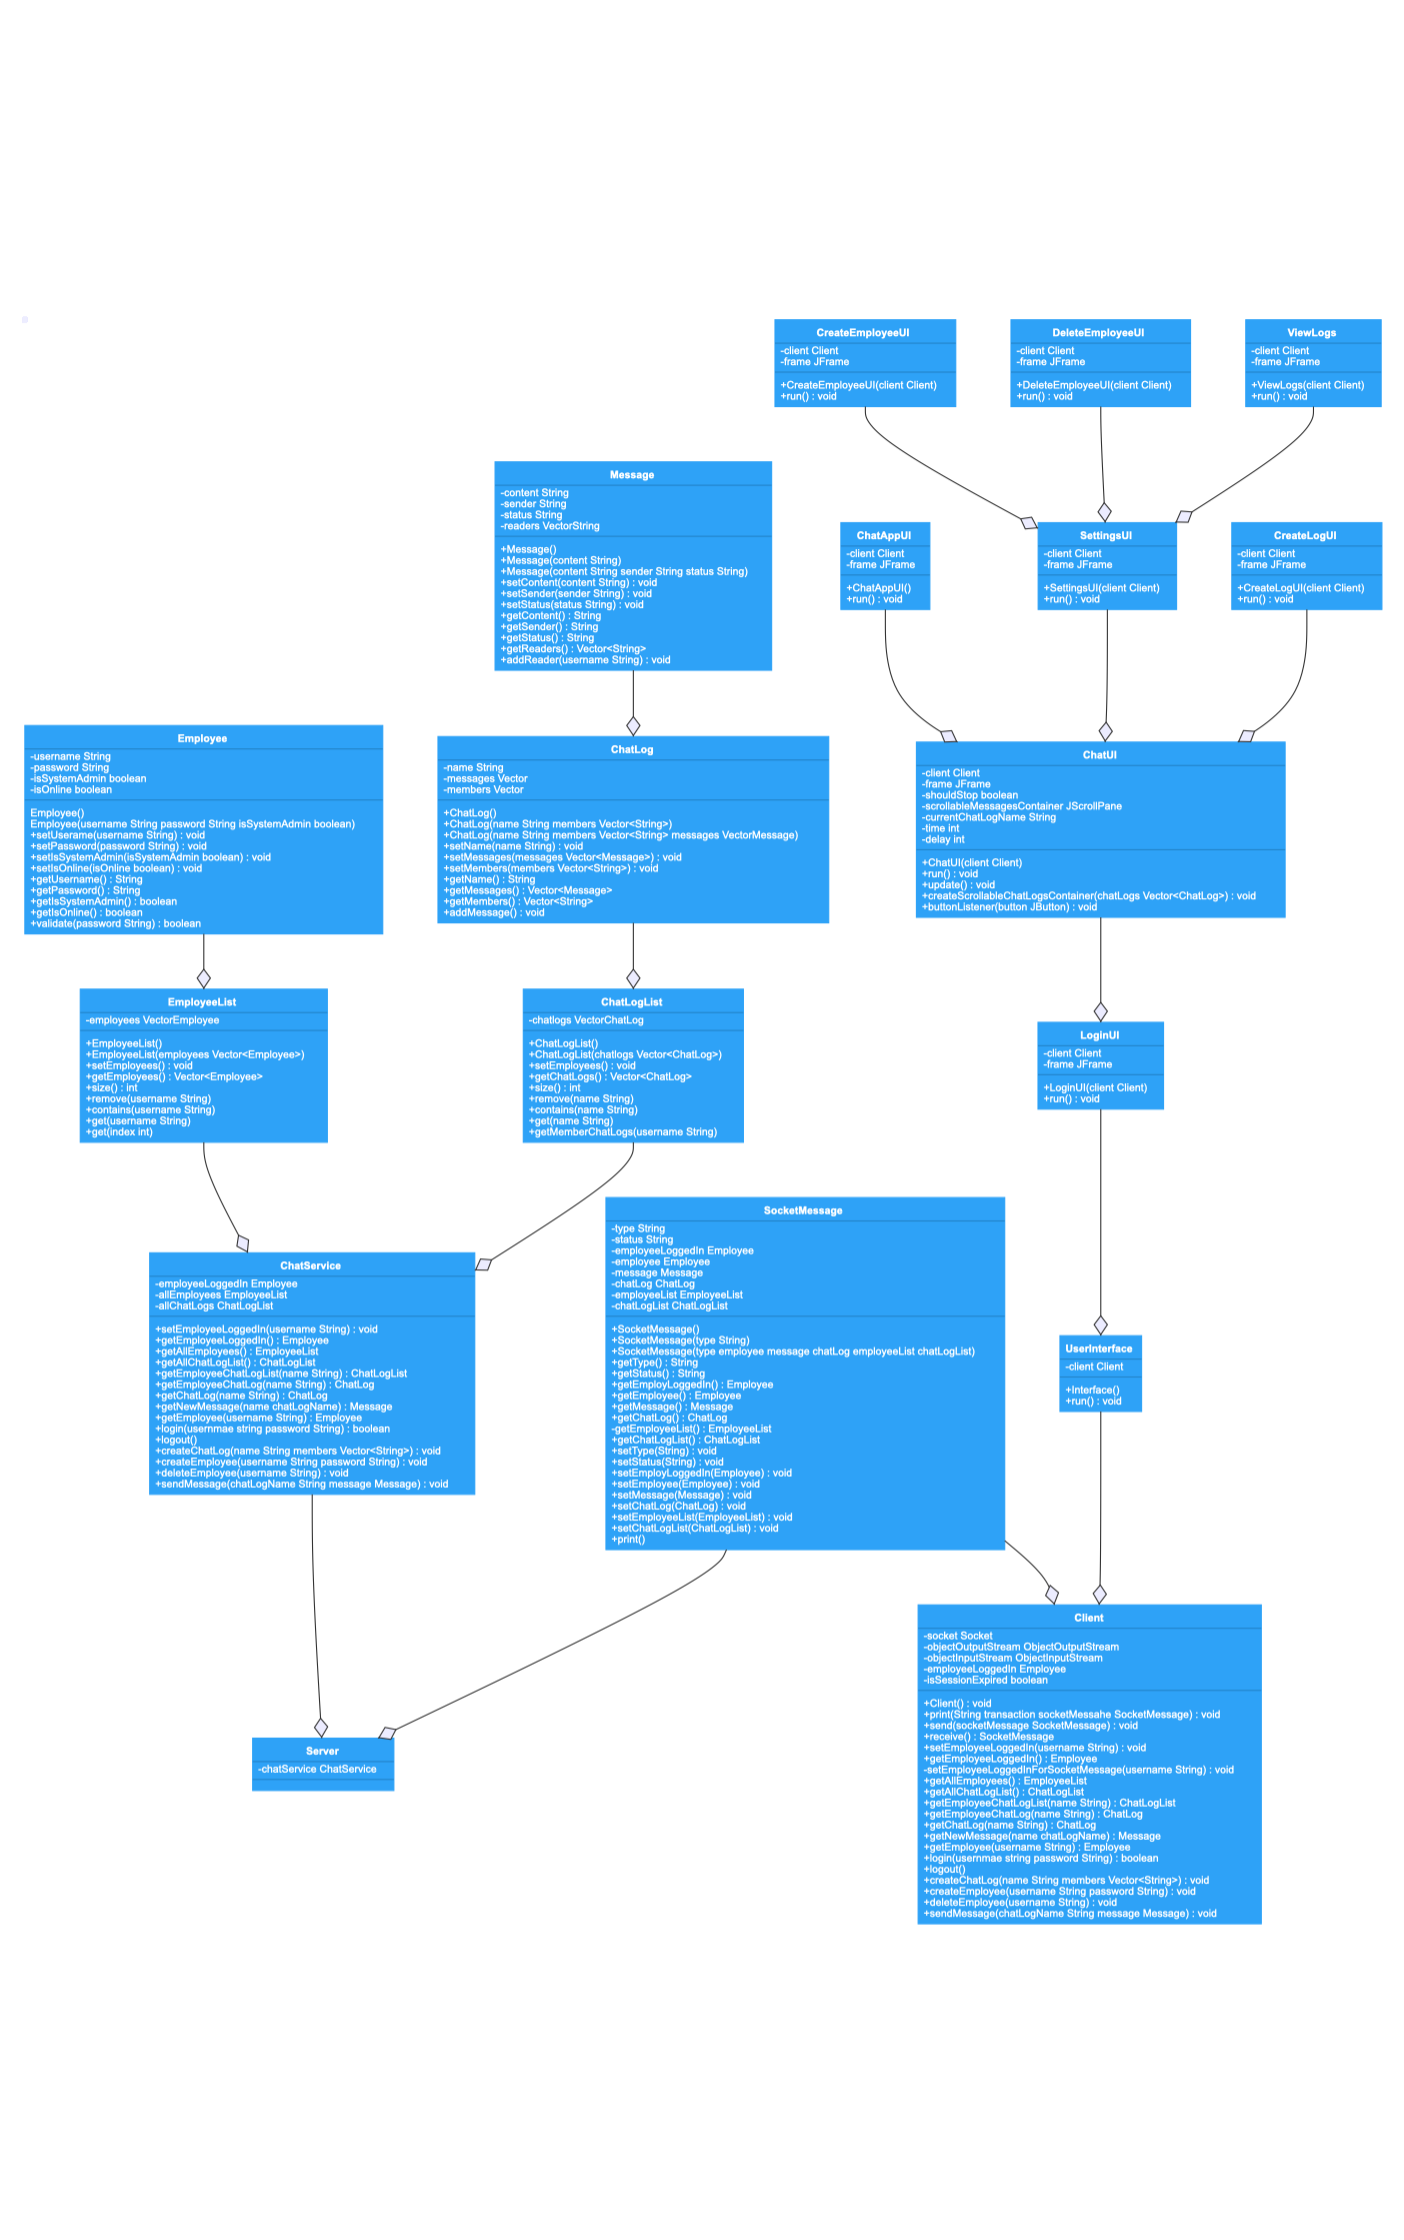 CreateEmployeeUI
-client Client
-frame JFrame
+CreateEmployeeUI(client Client)
+run() : void
DeleteEmployeeUI
-client Client
-frame JFrame
+DeleteEmployeeUI(client Client)
+run() : void
ViewLogs
-client Client
-frame JFrame
+ViewLogs(client Client)
+run() : void
Message
-content String
-sender String
-status String
-readers VectorString
+Message()
+Message(content String)
+Message(content String sender String status String)
+setContent(content String) : void
+setSender(sender String) : void
+setStatus(status String) : void
+getContent() : String
+getSender() : String
+getStatus() : String
+getReaders() : Vector<String>
+addReader(username String) : void
ChatAppUI
-client Client
-frame JFrame
+ChatAppUI()
+run() : void
SettingsUI
-client Client
-frame JFrame
+SettingsUI(client Client)
+run() : void
CreateLogUI
-client Client
-frame JFrame
+CreateLogUI(client Client)
+run() : void
Employee
-username String
-password String
-isSystemAdmin boolean
-isOnline boolean
Employee()
Employee(username String password String isSystemAdmin boolean)
+setUserame(username String) : void
+setPassword(password String) : void
+setIsSystemAdmin(isSystemAdmin boolean) : void
+setIsOnline(isOnline boolean) : void
+getUsername() : String
+getPassword() : String
+getIsSystemAdmin() : boolean
+getIsOnline() : boolean
+validate(password String) : boolean
ChatLog
-name String
-messages Vector
-members Vector
+ChatLog()
+ChatLog(name String members Vector<String>)
+ChatLog(name String members Vector<String> messages VectorMessage)
+setName(name String) : void
+setMessages(messages Vector<Message>) : void
+setMembers(members Vector<String>) : void
+getName() : String
+getMessages() : Vector<Message>
+getMembers() : Vector<String>
+addMessage() : void
ChatUI
-client Client
-frame JFrame
-shouldStop boolean
-scrollableMessagesContainer JScrollPane
-currentChatLogName String
-time int
-delay int
+ChatUI(client Client)
+run() : void
+update() : void
+createScrollableChatLogsContainer(chatLogs Vector<ChatLog>) : void
+buttonListener(button JButton) : void
EmployeeList
-employees VectorEmployee
+EmployeeList()
+EmployeeList(employees Vector<Employee>)
+setEmployees() : void
+getEmployees() : Vector<Employee>
+size() : int
+remove(username String)
+contains(username String)
+get(username String)
+get(index int)
ChatLogList
-chatlogs VectorChatLog
+ChatLogList()
+ChatLogList(chatlogs Vector<ChatLog>)
+setEmployees() : void
+getChatLogs() : Vector<ChatLog>
+size() : int
+remove(name String)
+contains(name String)
+get(name String)
+getMemberChatLogs(username String)
LoginUI
-client Client
-frame JFrame
+LoginUI(client Client)
+run() : void
ChatService
-employeeLoggedIn Employee
-allEmployees EmployeeList
-allChatLogs ChatLogList
+setEmployeeLoggedIn(username String) : void
+getEmployeeLoggedIn() : Employee
+getAllEmployees() : EmployeeList
+getAllChatLogList() : ChatLogList
+getEmployeeChatLogList(name String) : ChatLogList
+getEmployeeChatLog(name String) : ChatLog
+getChatLog(name String) : ChatLog
+getNewMessage(name chatLogName) : Message
+getEmployee(username String) : Employee
+login(usernmae string password String) : boolean
+logout()
+createChatLog(name String members Vector<String>) : void
+createEmployee(username String password String) : void
+deleteEmployee(username String) : void
+sendMessage(chatLogName String message Message) : void
SocketMessage
-type String
-status String
-employeeLoggedIn Employee
-employee Employee
-message Message
-chatLog ChatLog
-employeeList EmployeeList
-chatLogList ChatLogList
+SocketMessage()
+SocketMessage(type String)
+SocketMessage(type employee message chatLog employeeList chatLogList)
+getType() : String
+getStatus() : String
+getEmployLoggedIn() : Employee
+getEmployee() : Employee
+getMessage() : Message
+getChatLog() : ChatLog
-getEmployeeList() : EmployeeList
+getChatLogList() : ChatLogList
+setType(String) : void
+setStatus(String) : void
+setEmployLoggedIn(Employee) : void
+setEmployee(Employee) : void
+setMessage(Message) : void
+setChatLog(ChatLog) : void
+setEmployeeList(EmployeeList) : void
+setChatLogList(ChatLogList) : void
+print()
UserInterface
-client Client
+Interface()
+run() : void
Client
-socket Socket
-objectOutputStream ObjectOutputStream
-objectInputStream ObjectInputStream
-employeeLoggedIn Employee
-isSessionExpired boolean
+Client() : void
+print(String transaction socketMessahe SocketMessage) : void
+send(socketMessage SocketMessage) : void
+receive() : SocketMessage
+setEmployeeLoggedIn(username String) : void
+getEmployeeLoggedIn() : Employee
-setEmployeeLoggedInForSocketMessage(username String) : void
+getAllEmployees() : EmployeeList
+getAllChatLogList() : ChatLogList
+getEmployeeChatLogList(name String) : ChatLogList
+getEmployeeChatLog(name String) : ChatLog
+getChatLog(name String) : ChatLog
+getNewMessage(name chatLogName) : Message
+getEmployee(username String) : Employee
+login(usernmae string password String) : boolean
+logout()
+createChatLog(name String members Vector<String>) : void
+createEmployee(username String password String) : void
+deleteEmployee(username String) : void
+sendMessage(chatLogName String message Message) : void
Server
-chatService ChatService